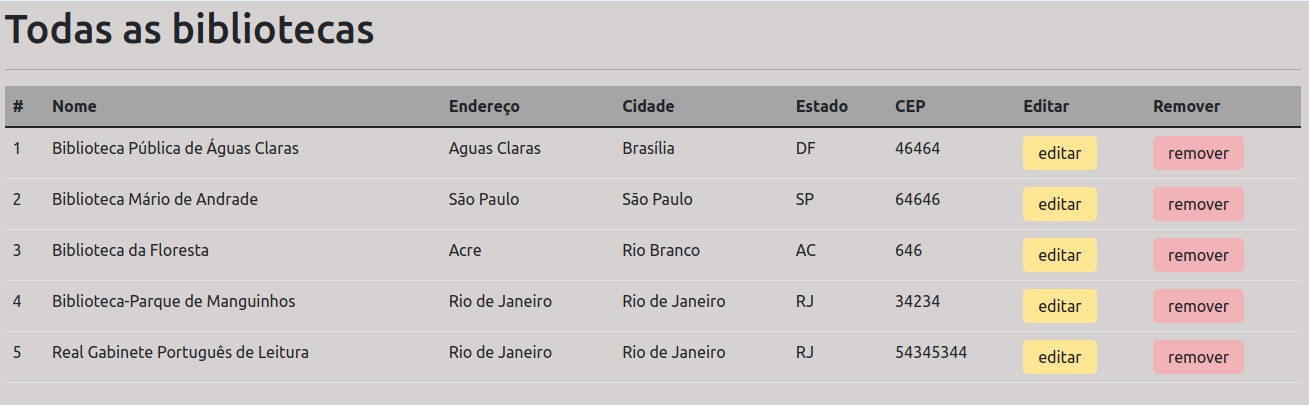 Todas as bibliotecas
# Nome Endereço Cidade Estado CEP Editar Remover
1 Biblioteca Pública de Águas Claras Aguas Claras Brasília DF 46464 editar remover
2 Biblioteca Mário de Andrade São Paulo São Paulo SP 64646 editar remover
3 Biblioteca da Floresta Acre Rio Branco AC 646 editar remover
4 Biblioteca-Parque de Manguinhos Rio de Janeiro Rio de Janeiro RJ 34234 editar remover
5 Real Gabinete Português de Leitura Rio de Janeiro Rio de Janeiro RJ 54345344 editar remover